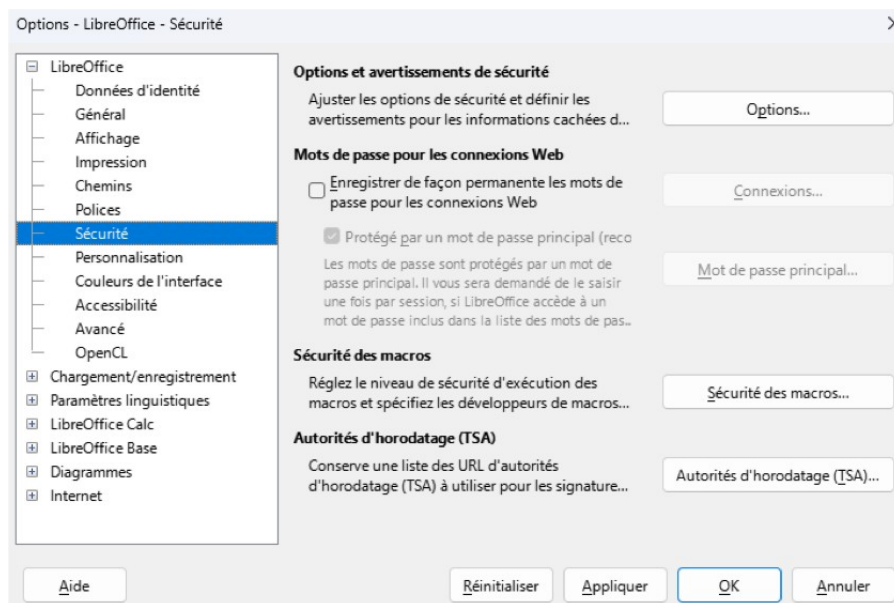 Options - LibreOffice - Sécurité
LibreOffice
Données d'identité
Général
Affichage
Impression
Chemins
Polices
Sécurité
Personnalisation
Couleurs de l'interface
Accessibilité
Avancé
OpenCL
Chargement/enregistrement
Paramètres linguistiques
LibreOffice Calc
LibreOffice Base
Diagrammes
Internet
Options et avertissements de sécurité
Ajuster les options de sécurité et définir les
avertissements pour les informations cachées d...
Options...
Mots de passe pour les connexions Web
Enregistrer de façon permanente les mots de
passe pour les connexions Web
Connexions...
Protégé par un mot de passe principal (reco
Les mots de passe sont protégés par un mot de
passe principal. Il vous sera demandé de le saisir
une fois par session, si LibreOffice accède à un
mot de passe inclus dans la liste des mots de pas...
Mot de passe principal...
Sécurité des macros
Réglez le niveau de sécurité d'exécution des
macros et spécifiez les développeurs de macros...
Sécurité des macros...
Autorités d'horodatage (TSA)
Conserve une liste des URL d'autorités
d'horodatage (TSA) à utiliser pour les signature...
Autorités d'horodatage (TSA)...
Aide
Réinitialiser
Appliquer
OK
Annuler